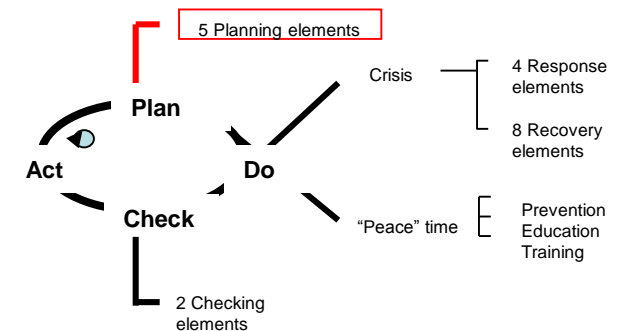 5 Planning elements
Plan
Crisis
4 Response
elements
8 Recovery
elements
Act
Do
Check
“Peace” time
Prevention
Education
Training
2 Checking
elements